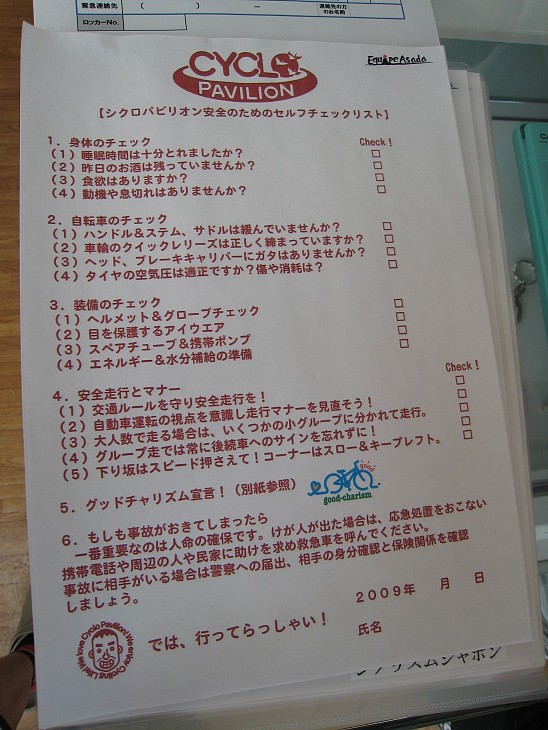 緊急連絡先
(　　　)　　－
連絡先の方
のお名前
ロッカーNo.
CYCLO
PAVILION
EquipeAsada
【シクロパビリオン安全のためのセルフチェックリスト】
1．身体のチェック
Check！
（1）睡眠時間は十分とれましたか？ □
（2）昨日のお酒は残っていませんか？ □
（3）食欲はありますか？ □
（4）動機や息切れはありませんか？ □
2．自転車のチェック
（1）ハンドル＆ステム、サドルは緩んでいませんか？ □
（2）車輪のクイックレリーズは正しく締まっていますか？ □
（3）ヘッド、ブレーキキャリパーにガタはありませんか？ □
（4）タイヤの空気圧は適正ですか？傷や消耗は？ □
3．装備のチェック
（1）ヘルメット＆グローブチェック □
（2）目を保護するアイウエア □
（3）スペアチューブ＆携帯ポンプ □
（4）エネルギー＆水分補給の準備 □
4．安全走行とマナー
Check！
（1）交通ルールを守り安全走行を！ □
（2）自動車運転の視点を意識し走行マナーを見直そう！ □
（3）大人数で走る場合は、いくつかの小グループに分かれて走行。 □
（4）グループ走では常に後続車へのサインを忘れずに！ □
（5）下り坂はスピード押さえて！コーナーはスロー＆キープレフト。 □
5．グッドチャリズム宣言！（別紙参照）
good-charism
6．もしも事故がおきてしまったら
一番重要なのは人命の確保です。けが人が出た場合は、応急処置をおこない
携帯電話や周辺の人や民家に助けを求め救急車を呼んでください。
事故に相手がいる場合は警察への届出、相手の身分確認と保険関係を確認
しましょう。
2009年　月　日
では、行ってらっしゃい！
氏名
We love Cyclo Pavilion! We enjoy Cycling Life!